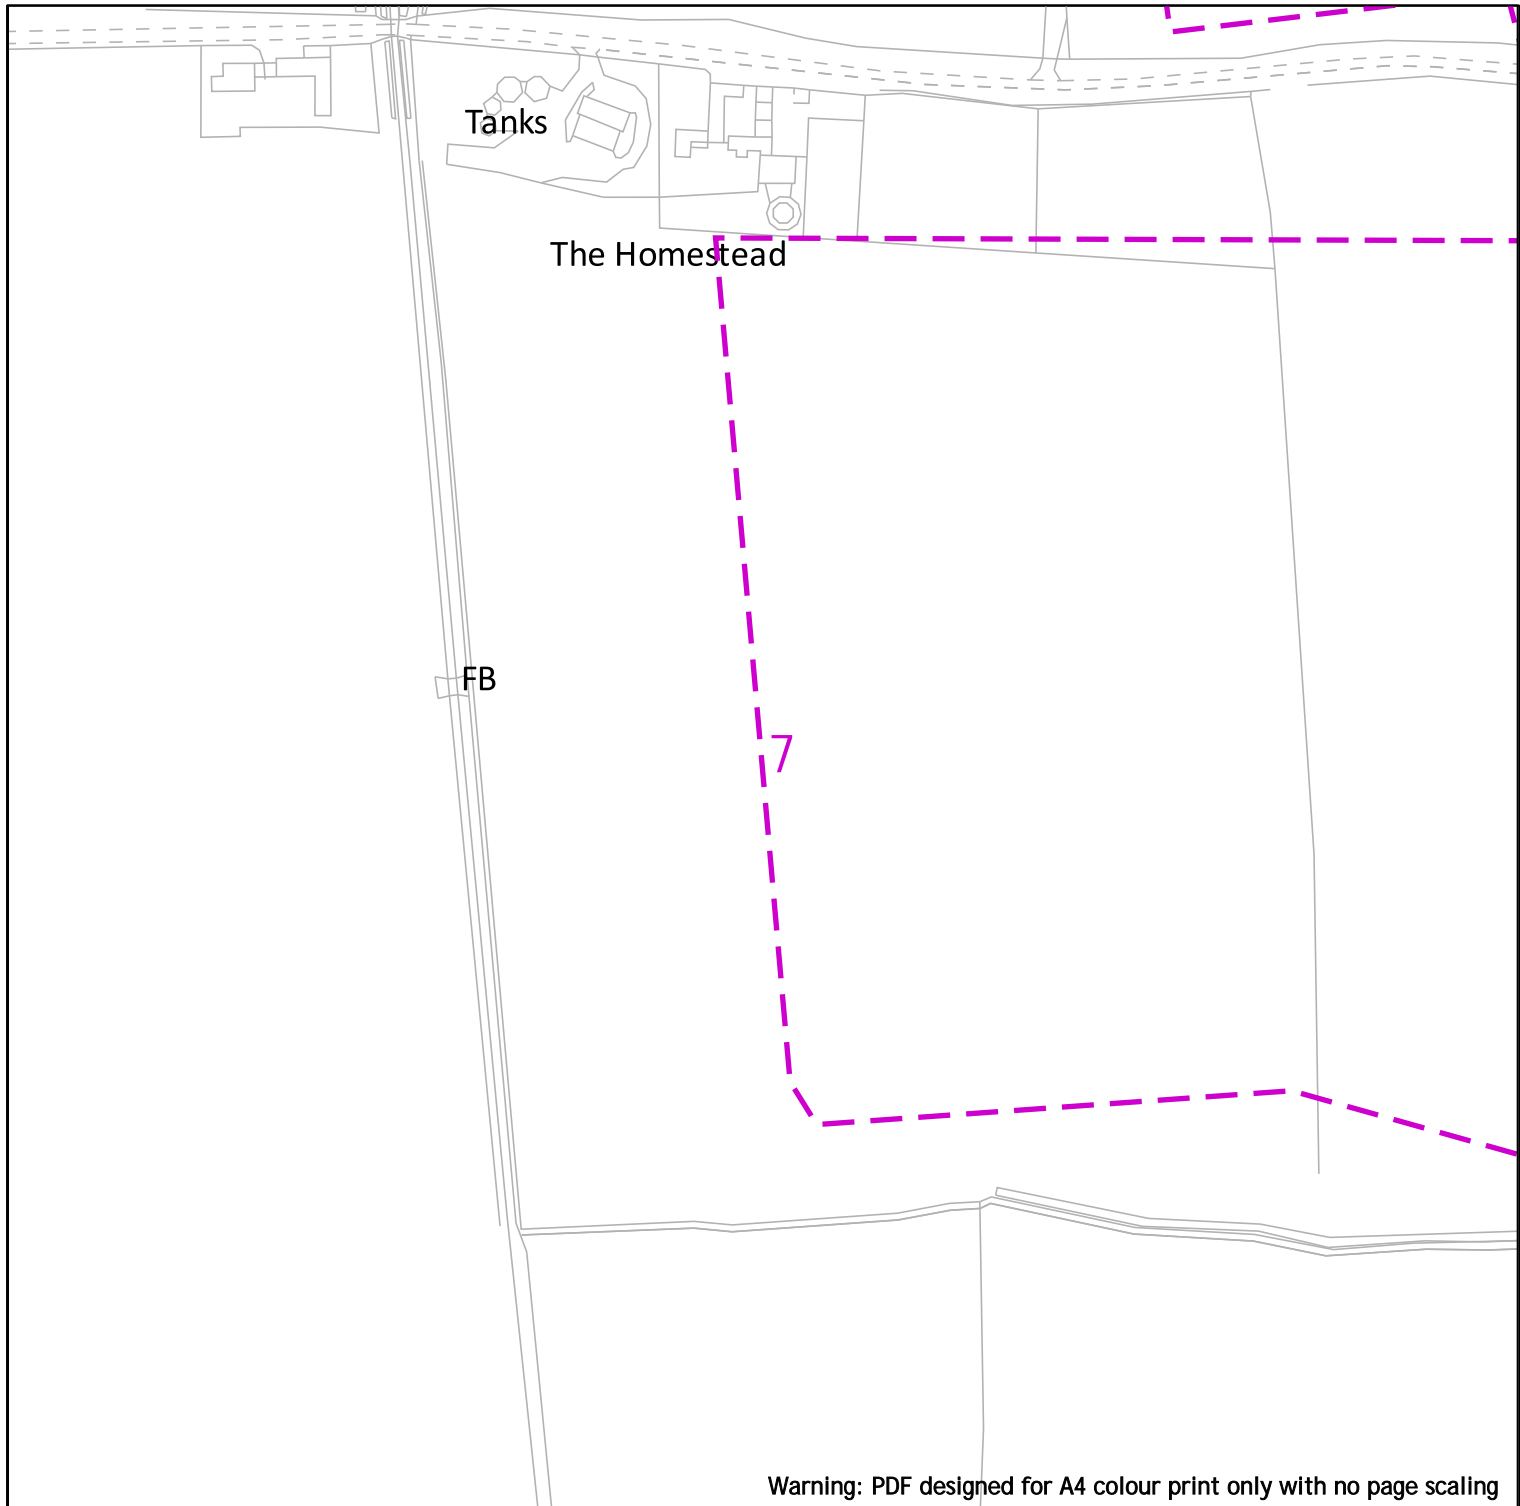 Tanks
The Homestead
FB
7
Warning: PDF designed for A4 colour print only with no page scaling